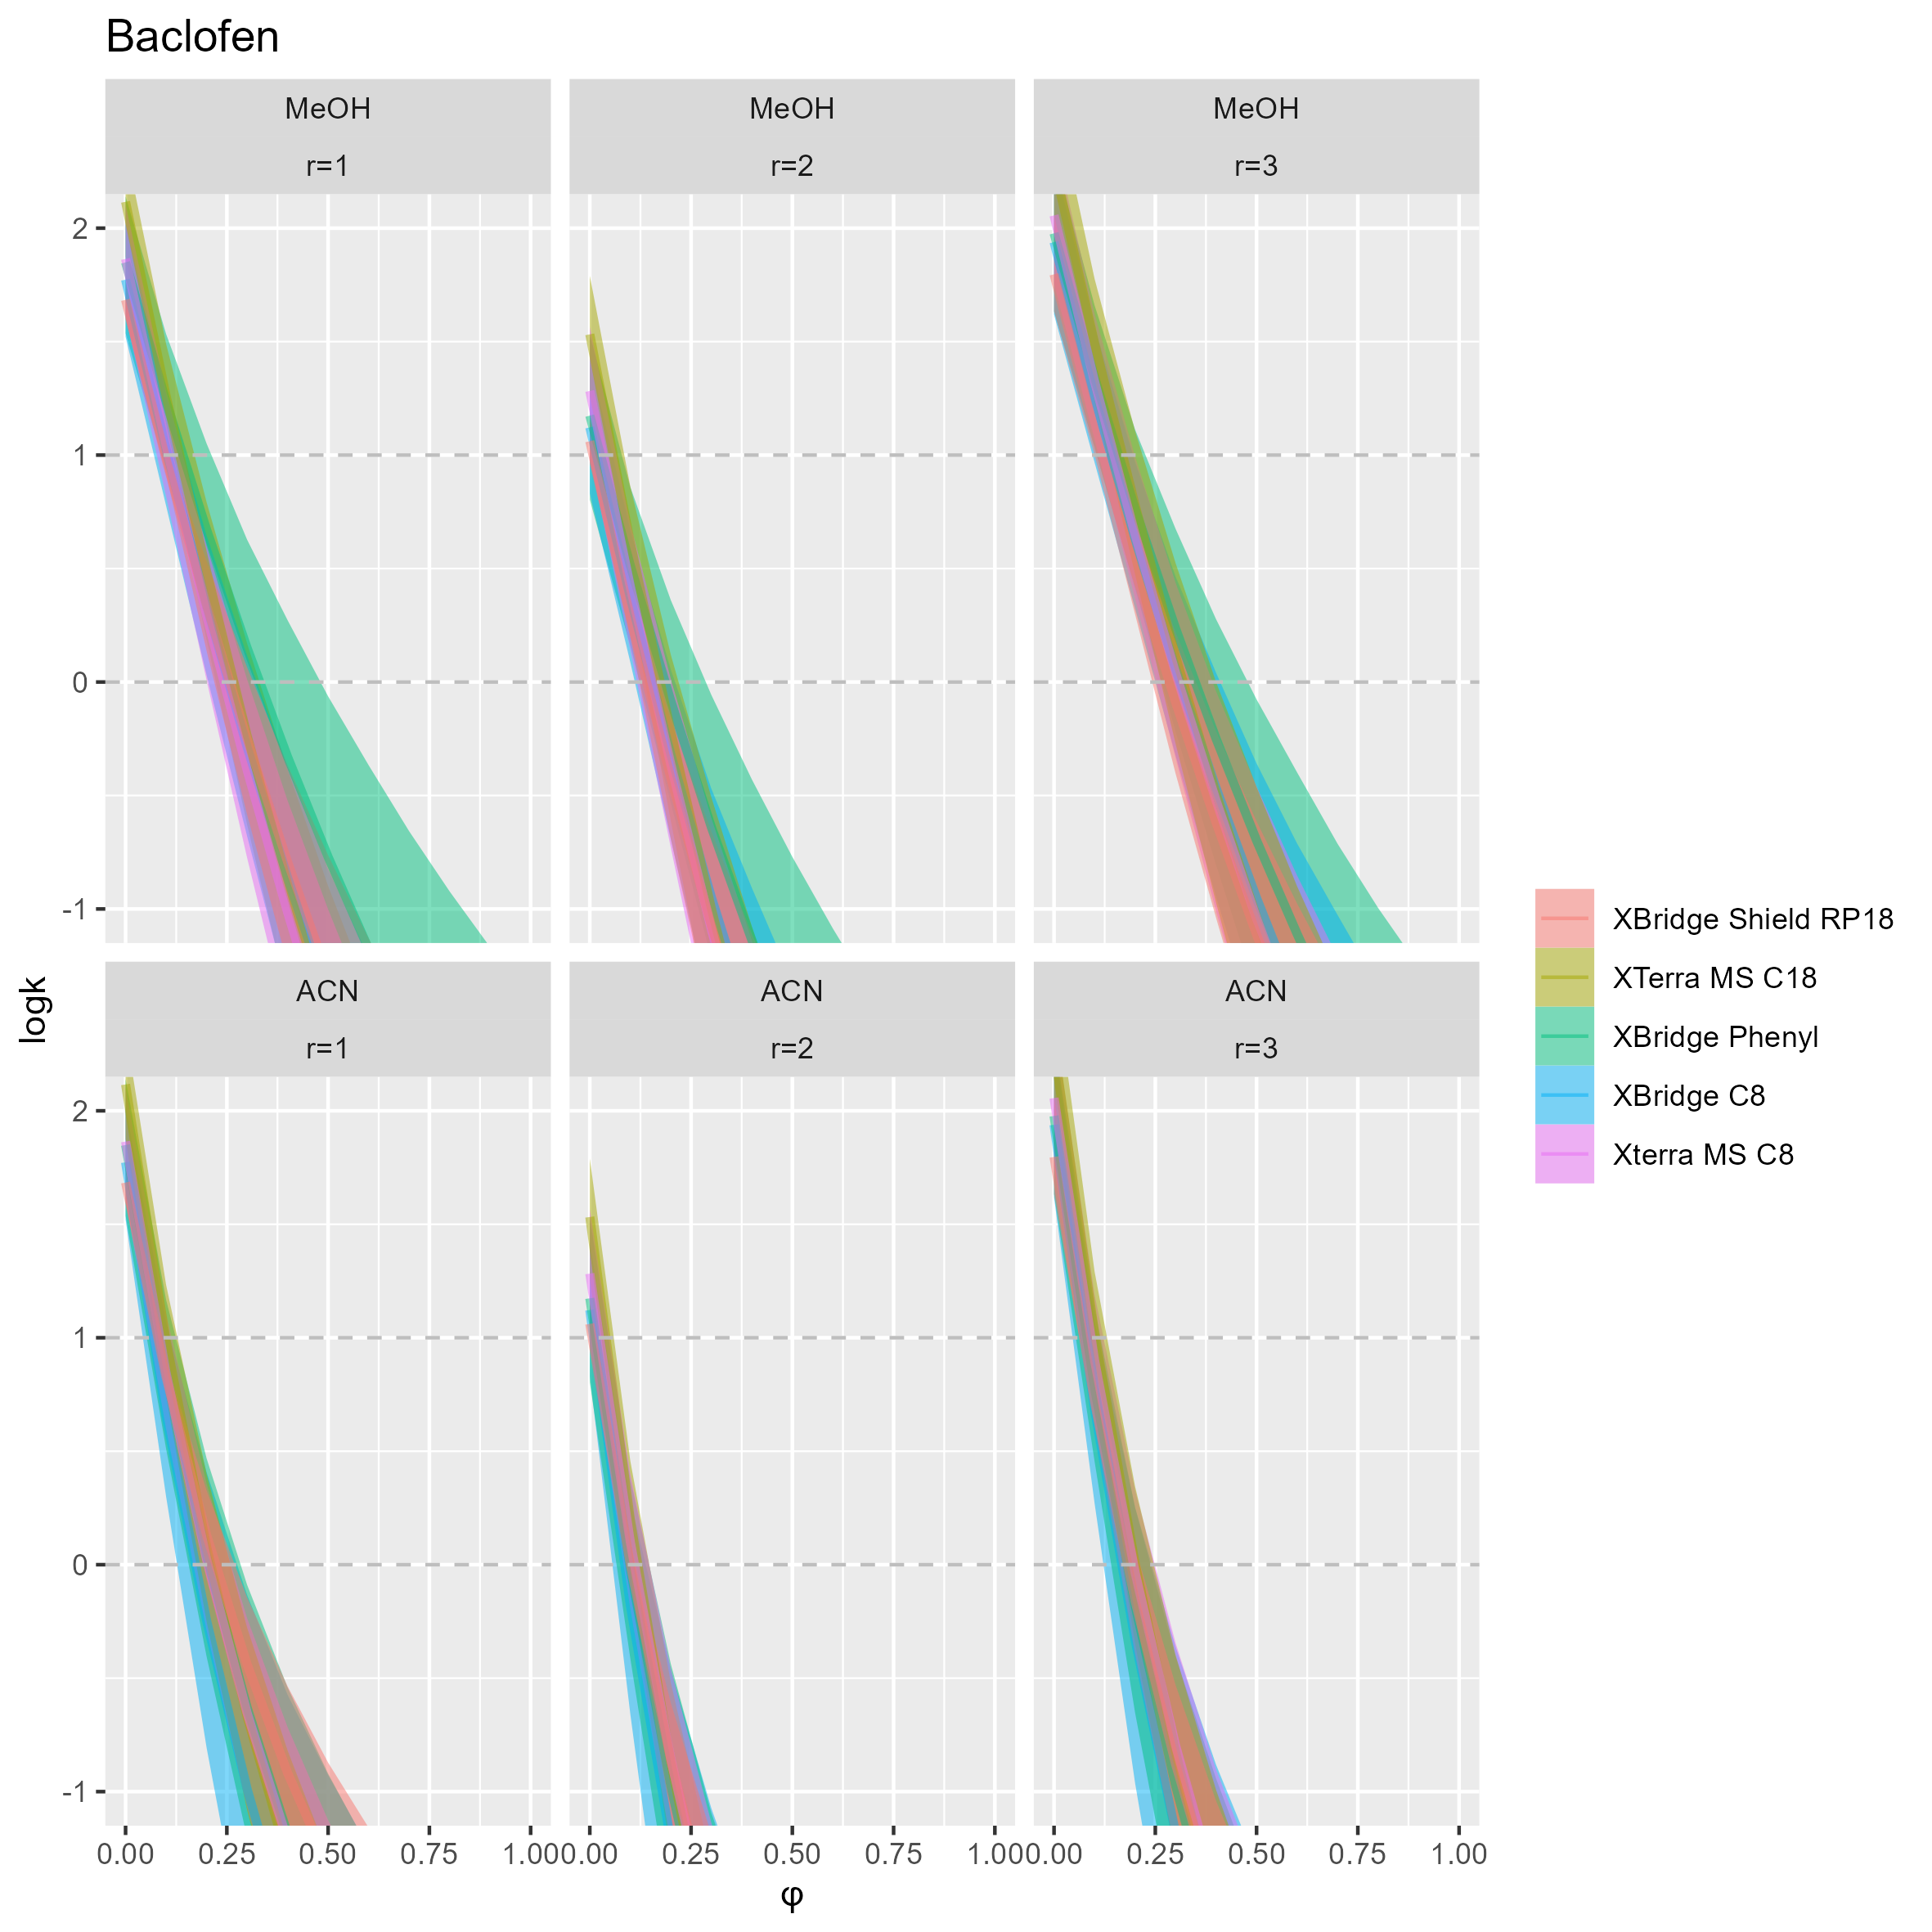 Baclofen
MeOH MeOH MeOH
r=1 r=2 r=3
2
1
0
-1
ACN ACN ACN
r=1 r=2 r=3
2
1
0
-1
0.00 0.25 0.50 0.75 1.00 0.00 0.25 0.50 0.75 1.00 0.00 0.25 0.50 0.75 1.00
φ
logk
XBridge Shield RP18
XTerra MS C18
XBridge Phenyl
XBridge C8
Xterra MS C8